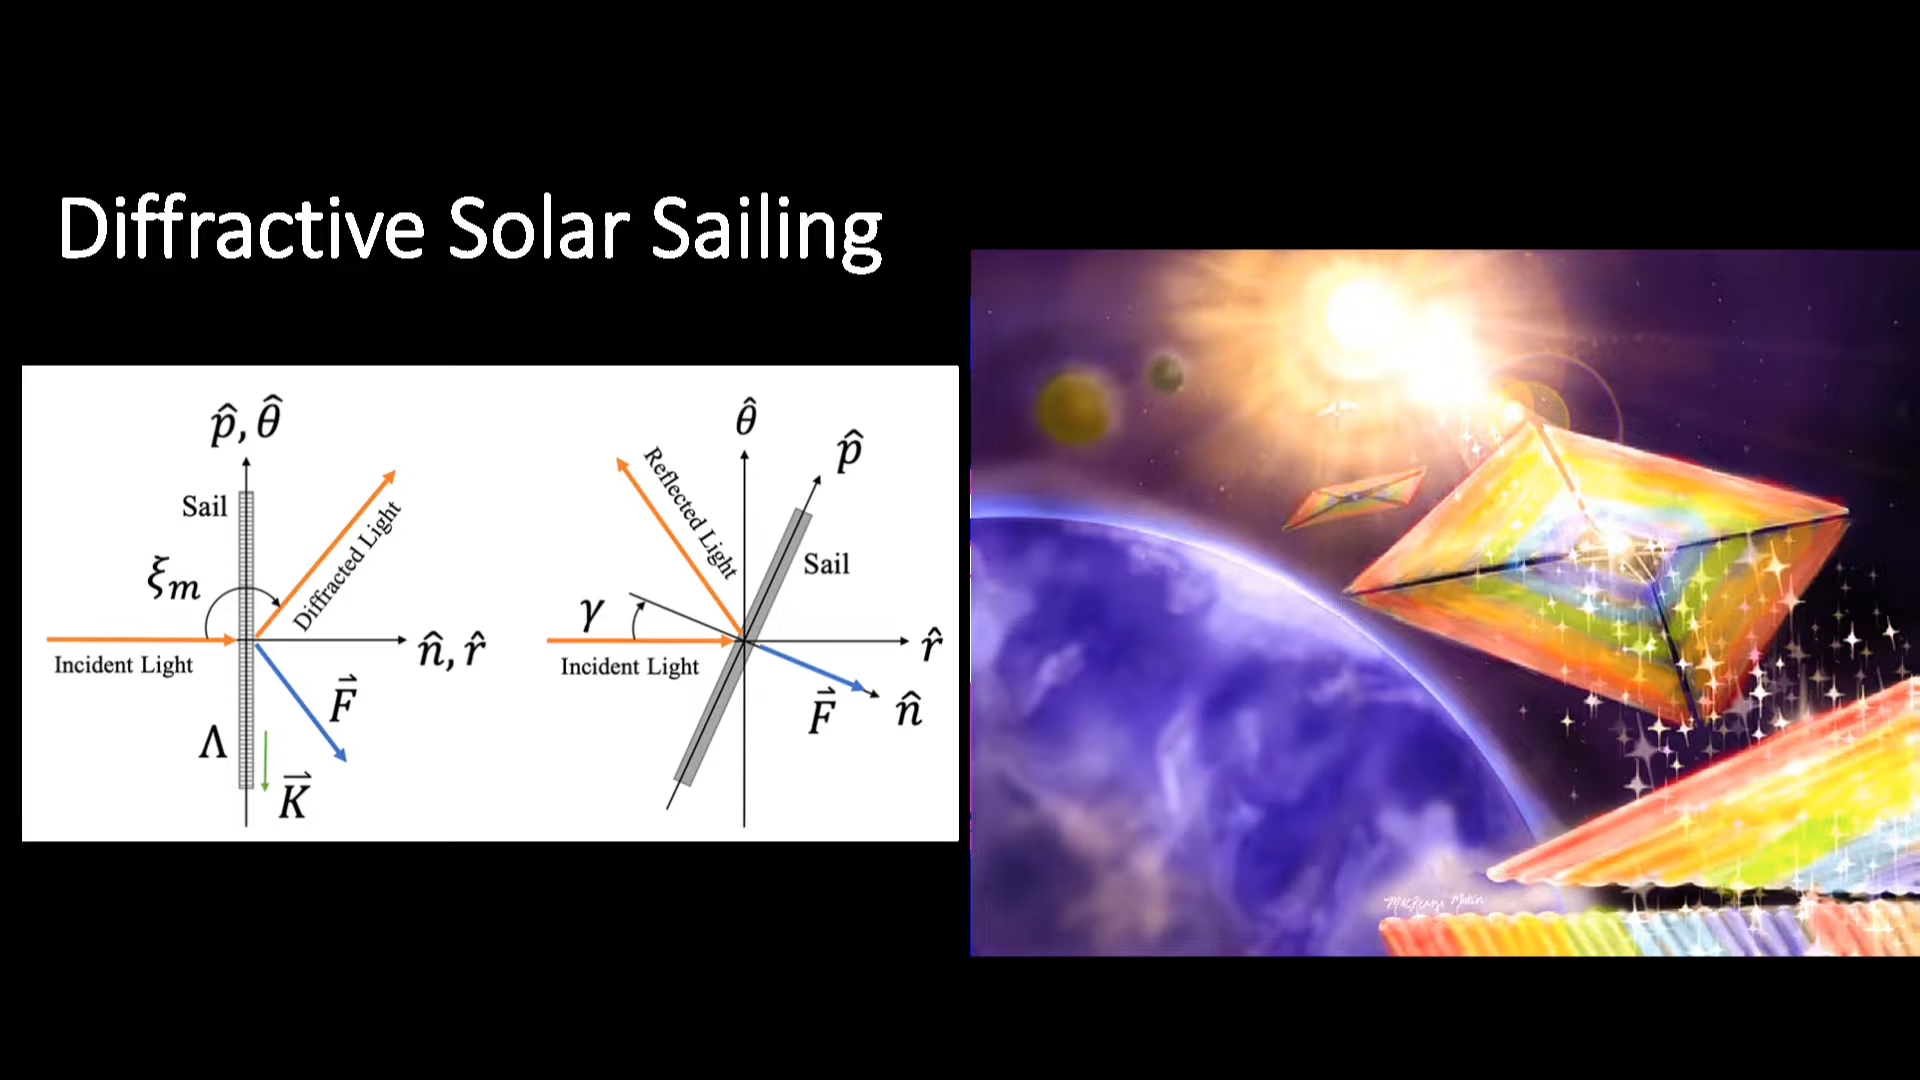 Diffractive Solar Sailing
p̂, θ̂
Sail
ξₘ
Diffracted Light
Incident Light
n̂, r̂
F⃗
Λ
K⃗
θ̂
p̂
Reflected Light
Sail
γ
Incident Light
r̂
F⃗
n̂